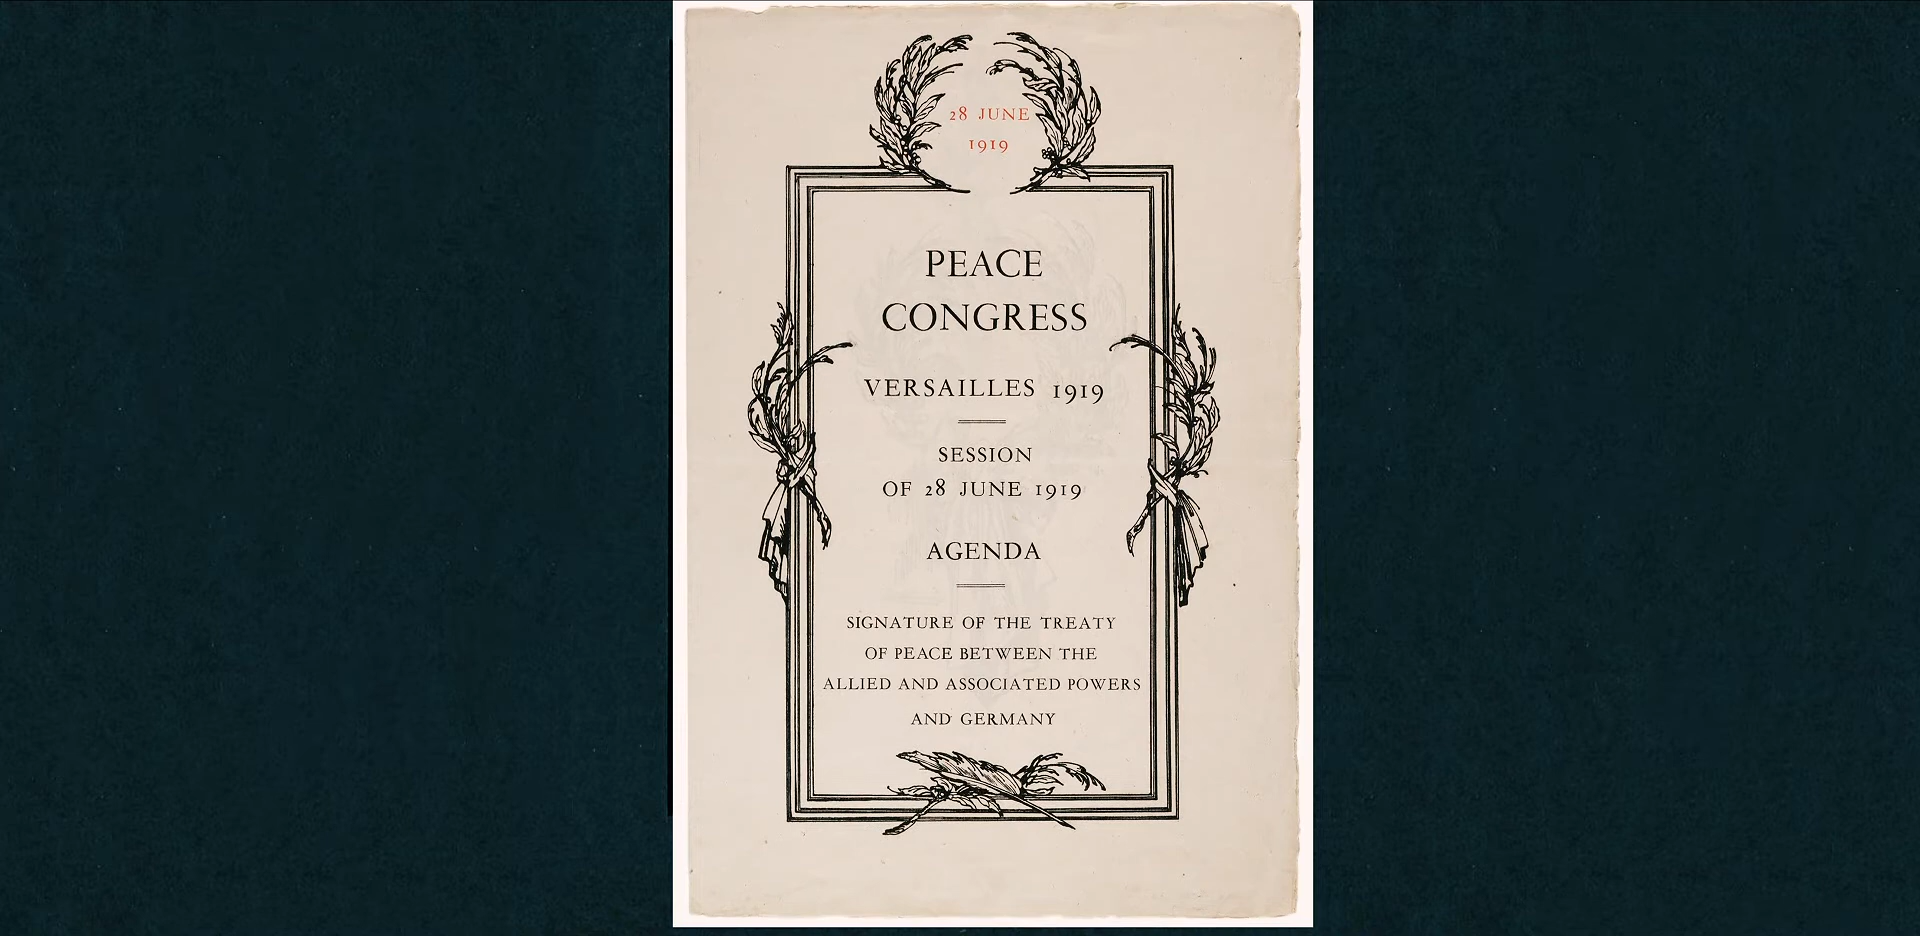 28 JUNE
1919
PEACE
CONGRESS
VERSAILLES 1919
SESSION
OF 28 JUNE 1919
AGENDA
SIGNATURE OF THE TREATY
OF PEACE BETWEEN THE
ALLIED AND ASSOCIATED POWERS
AND GERMANY